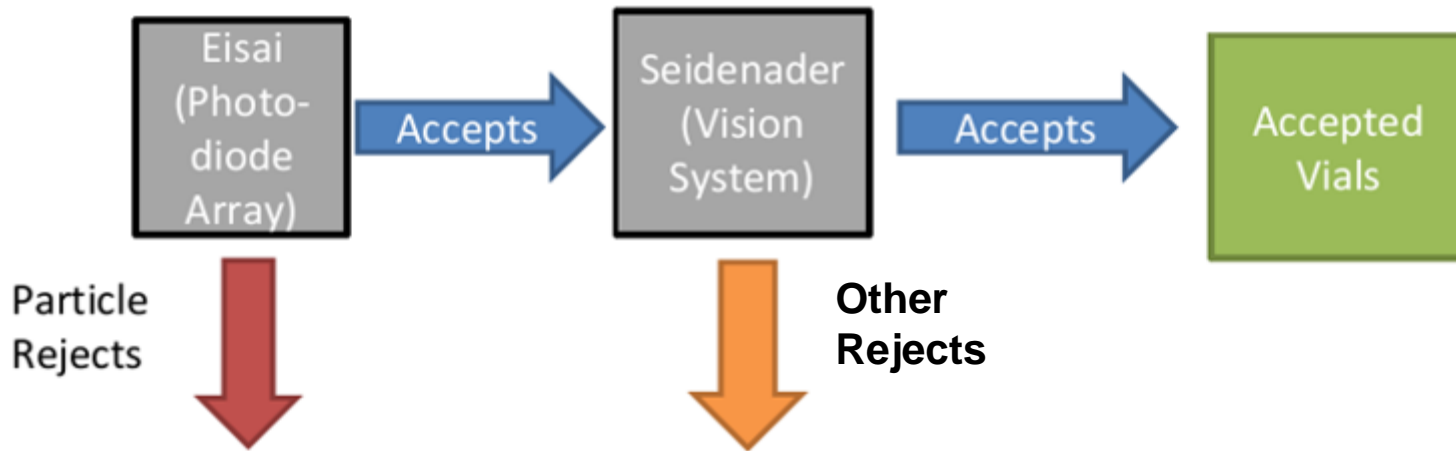 Eisai
(Photo-
diode
Array)
Accepts
Seidenader
(Vision
System)
Accepts
Accepted
Vials
Particle
Rejects
Other
Rejects